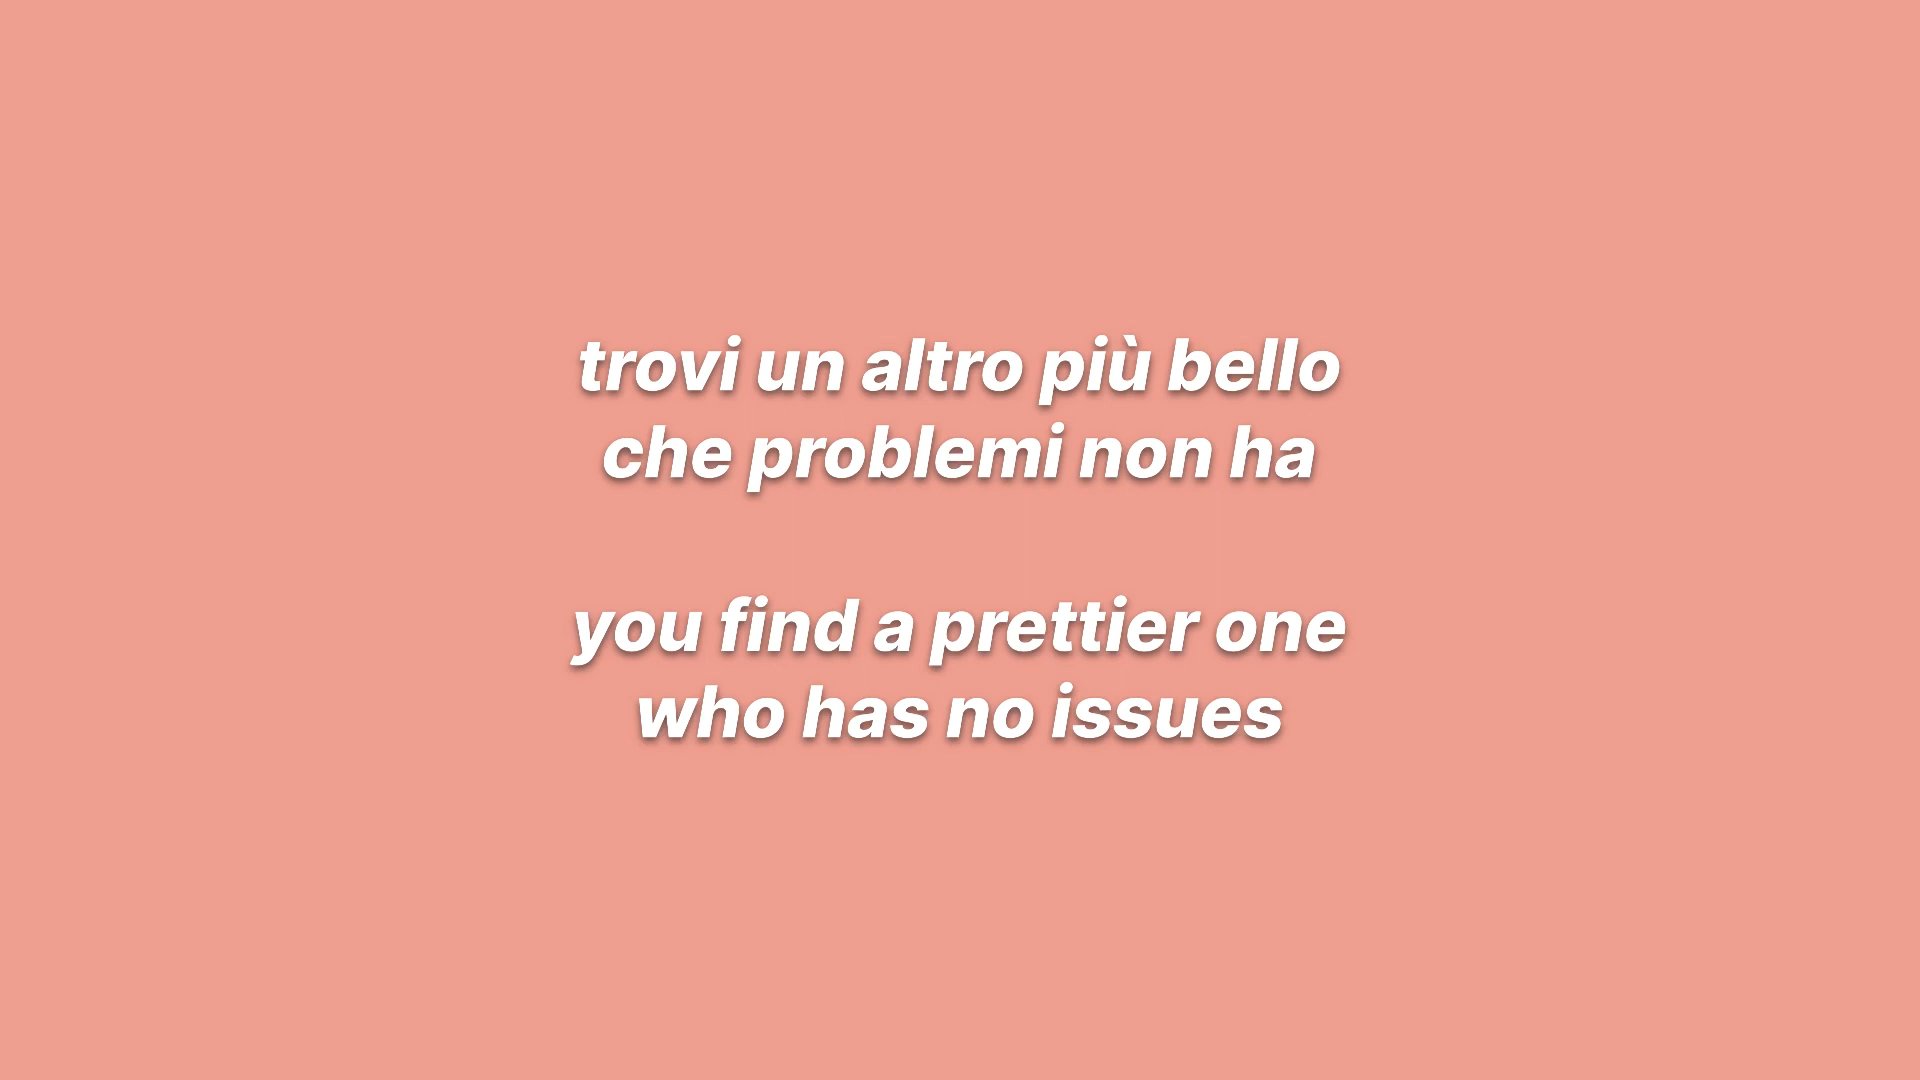 trovi un altro più bello
che problemi non ha
you find a prettier one
who has no issues